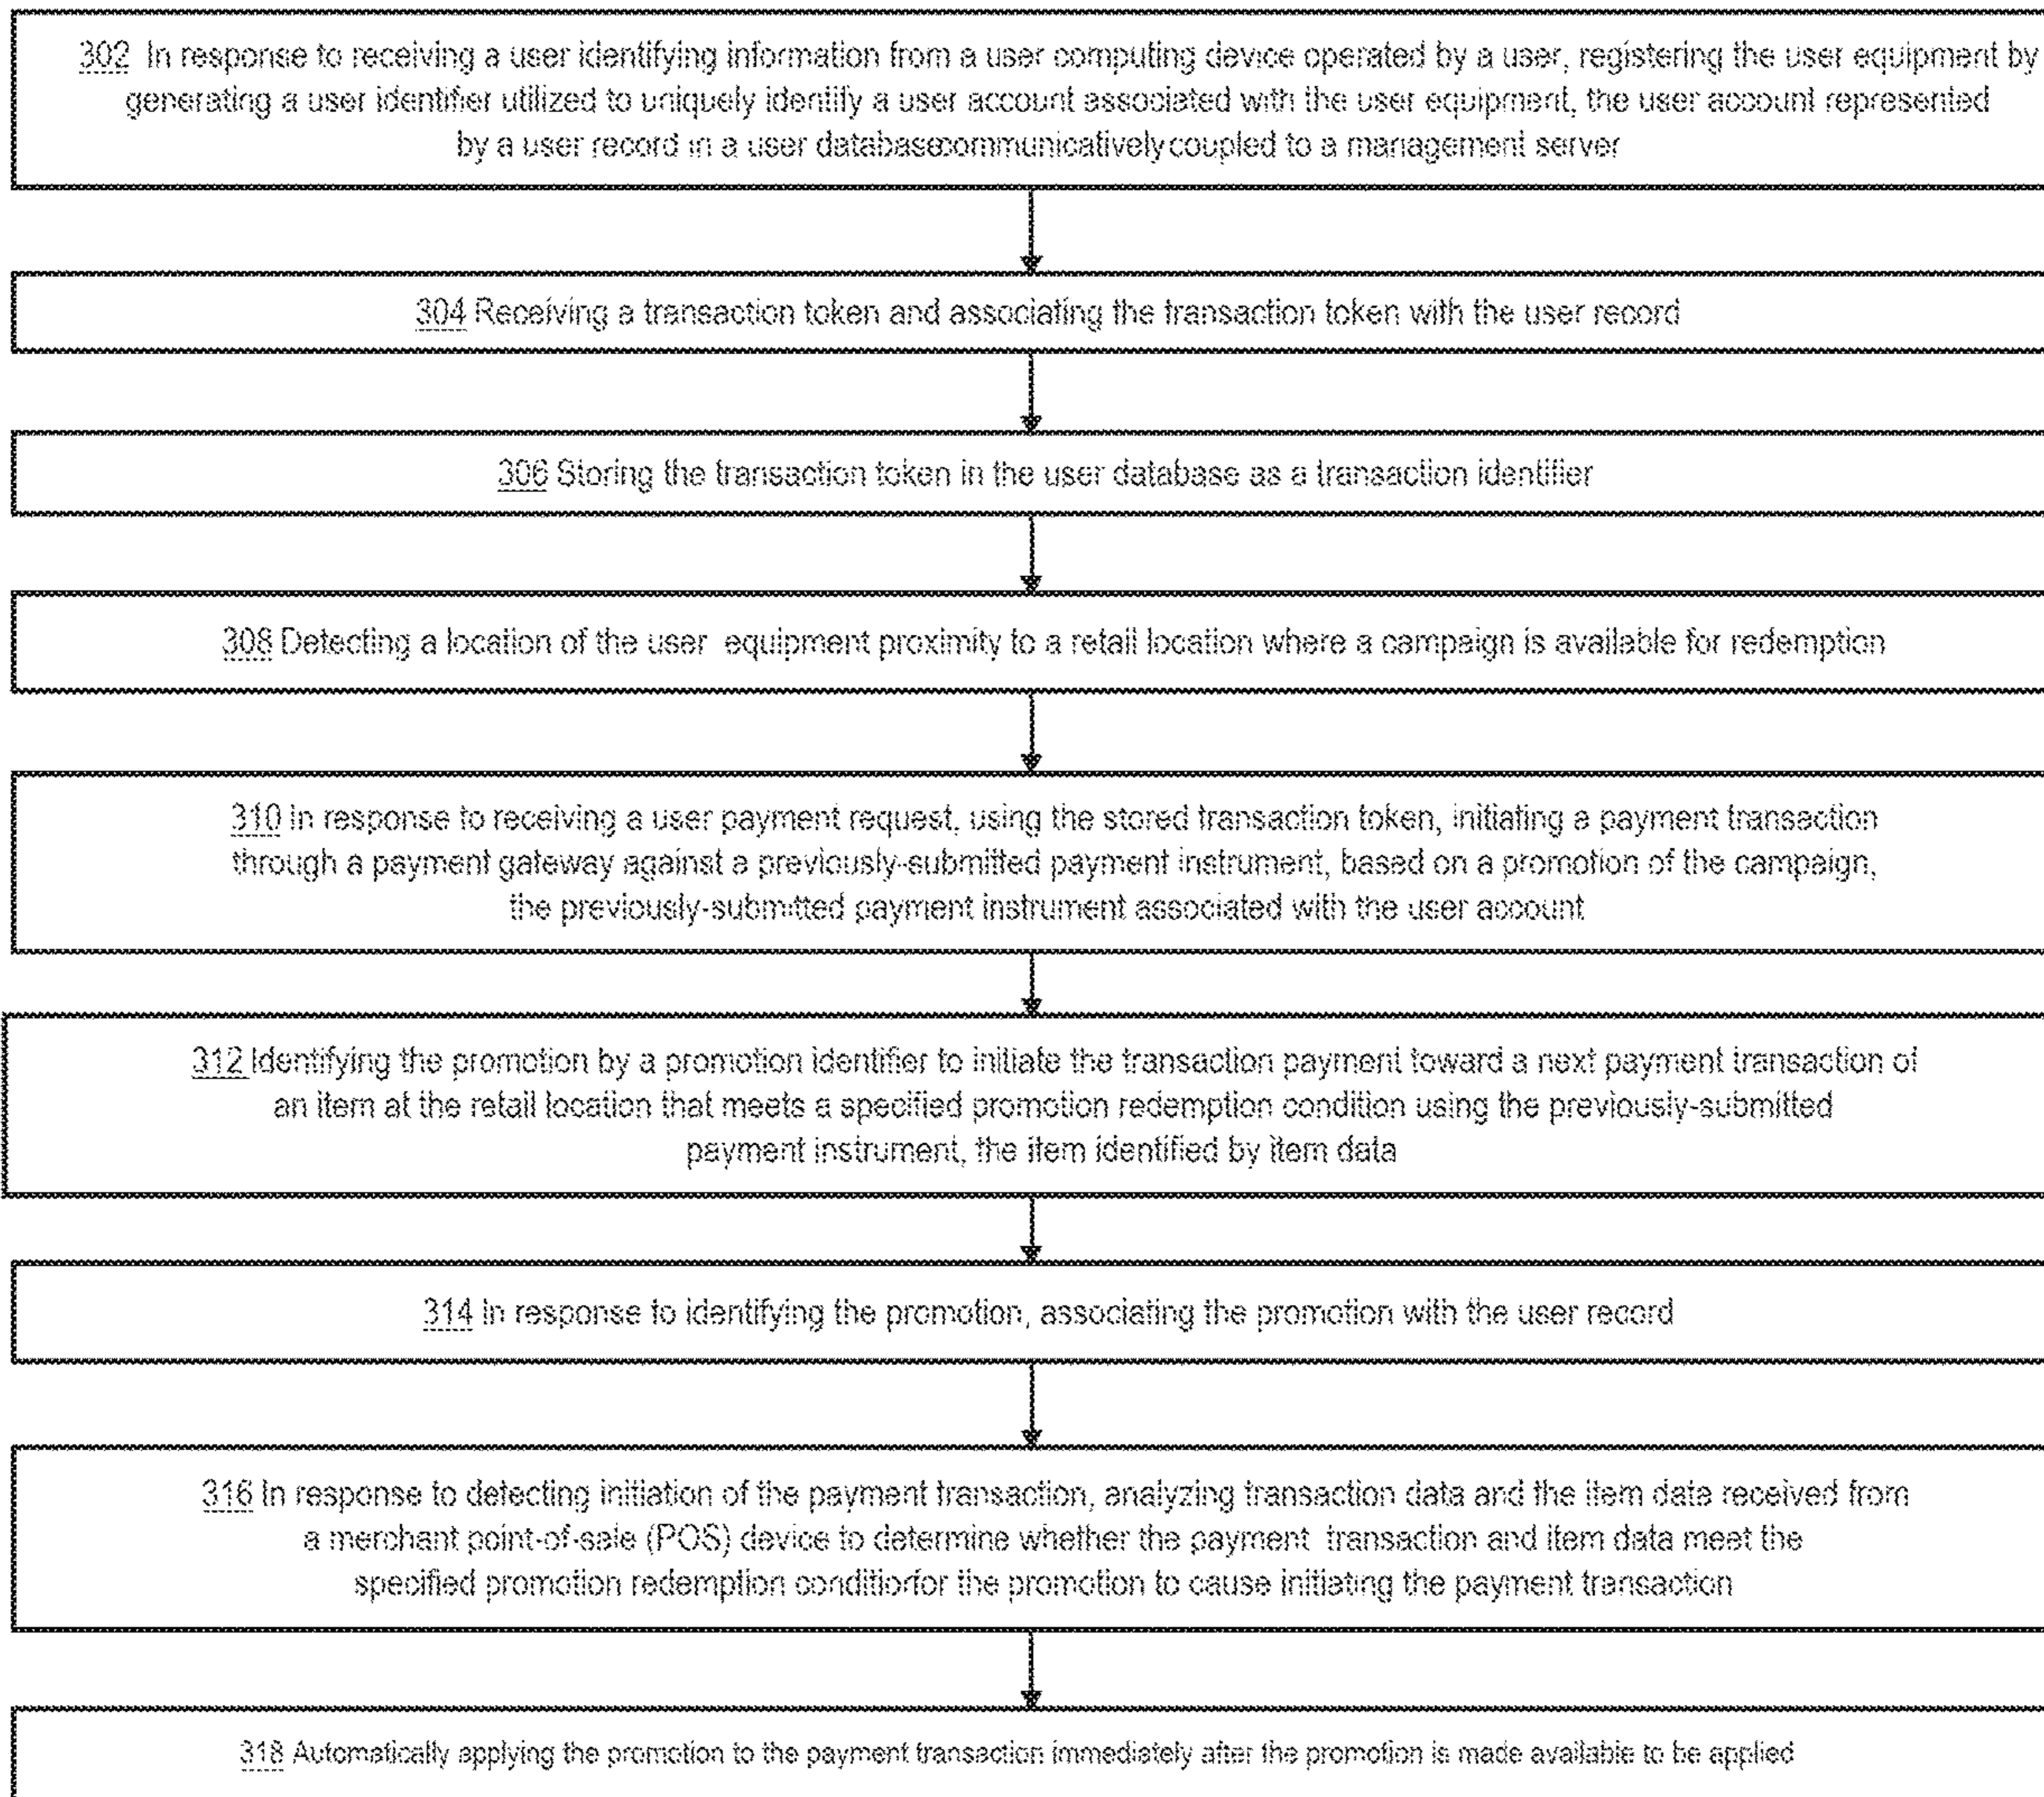 302 In response to receiving a user identifying information from a user computing device operated by a user, registering the user equipment by
generating a user identifier utilized to uniquely identify a user account associated with the user equipment, the user account represented
by a user record in a user databasecommunicatively coupled to a management server
304 Receiving a transaction token and associating the transaction token with the user record
306 Storing the transaction token in the user database as a transaction identifier
308 Detecting a location of the user equipment proximity to a retail location where a campaign is available for redemption
310 In response to receiving a user payment request, using the stored transaction token, initiating a payment transaction
through a payment gateway against a previously-submitted payment instrument, based on a promotion of the campaign,
the previously-submitted payment instrument associated with the user account
312 Identifying the promotion by a promotion identifier to initiate the transaction payment toward a next payment transaction of
an item at the retail location that meets a specified promotion redemption condition using the previously-submitted
payment instrument, the item identified by item data
314 In response to identifying the promotion, associating the promotion with the user record
316 In response to detecting initiation of the payment transaction, analyzing transaction data and the item data received from
a merchant point-of-sale (POS) device to determine whether the payment transaction and item data meet the
specified promotion redemption conditionfor the promotion to cause initiating the payment transaction
318 Automatically applying the promotion to the payment transaction immediately after the promotion is made available to be applied